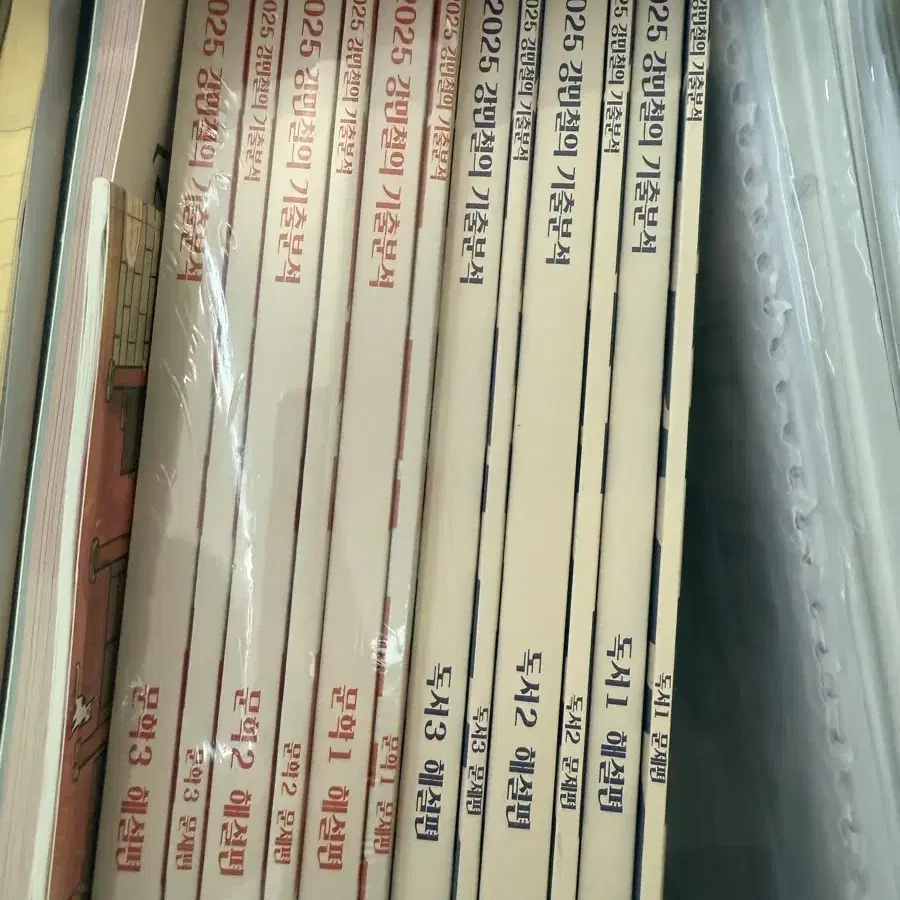 2025 강민철의 기출분석 문학3 해설편
2025 강민철의 기출분석 문학3 문제편
2025 강민철의 기출분석 문학2 해설편
2025 강민철의 기출분석 문학2 문제편
2025 강민철의 기출분석 문학1 해설편
2025 강민철의 기출분석 문학1 문제편
2025 강민철의 기출분석 독서3 해설편
2025 강민철의 기출분석 독서3 문제편
2025 강민철의 기출분석 독서2 해설편
2025 강민철의 기출분석 독서2 문제편
2025 강민철의 기출분석 독서1 해설편
강민철의 기출분석 독서1 문제편